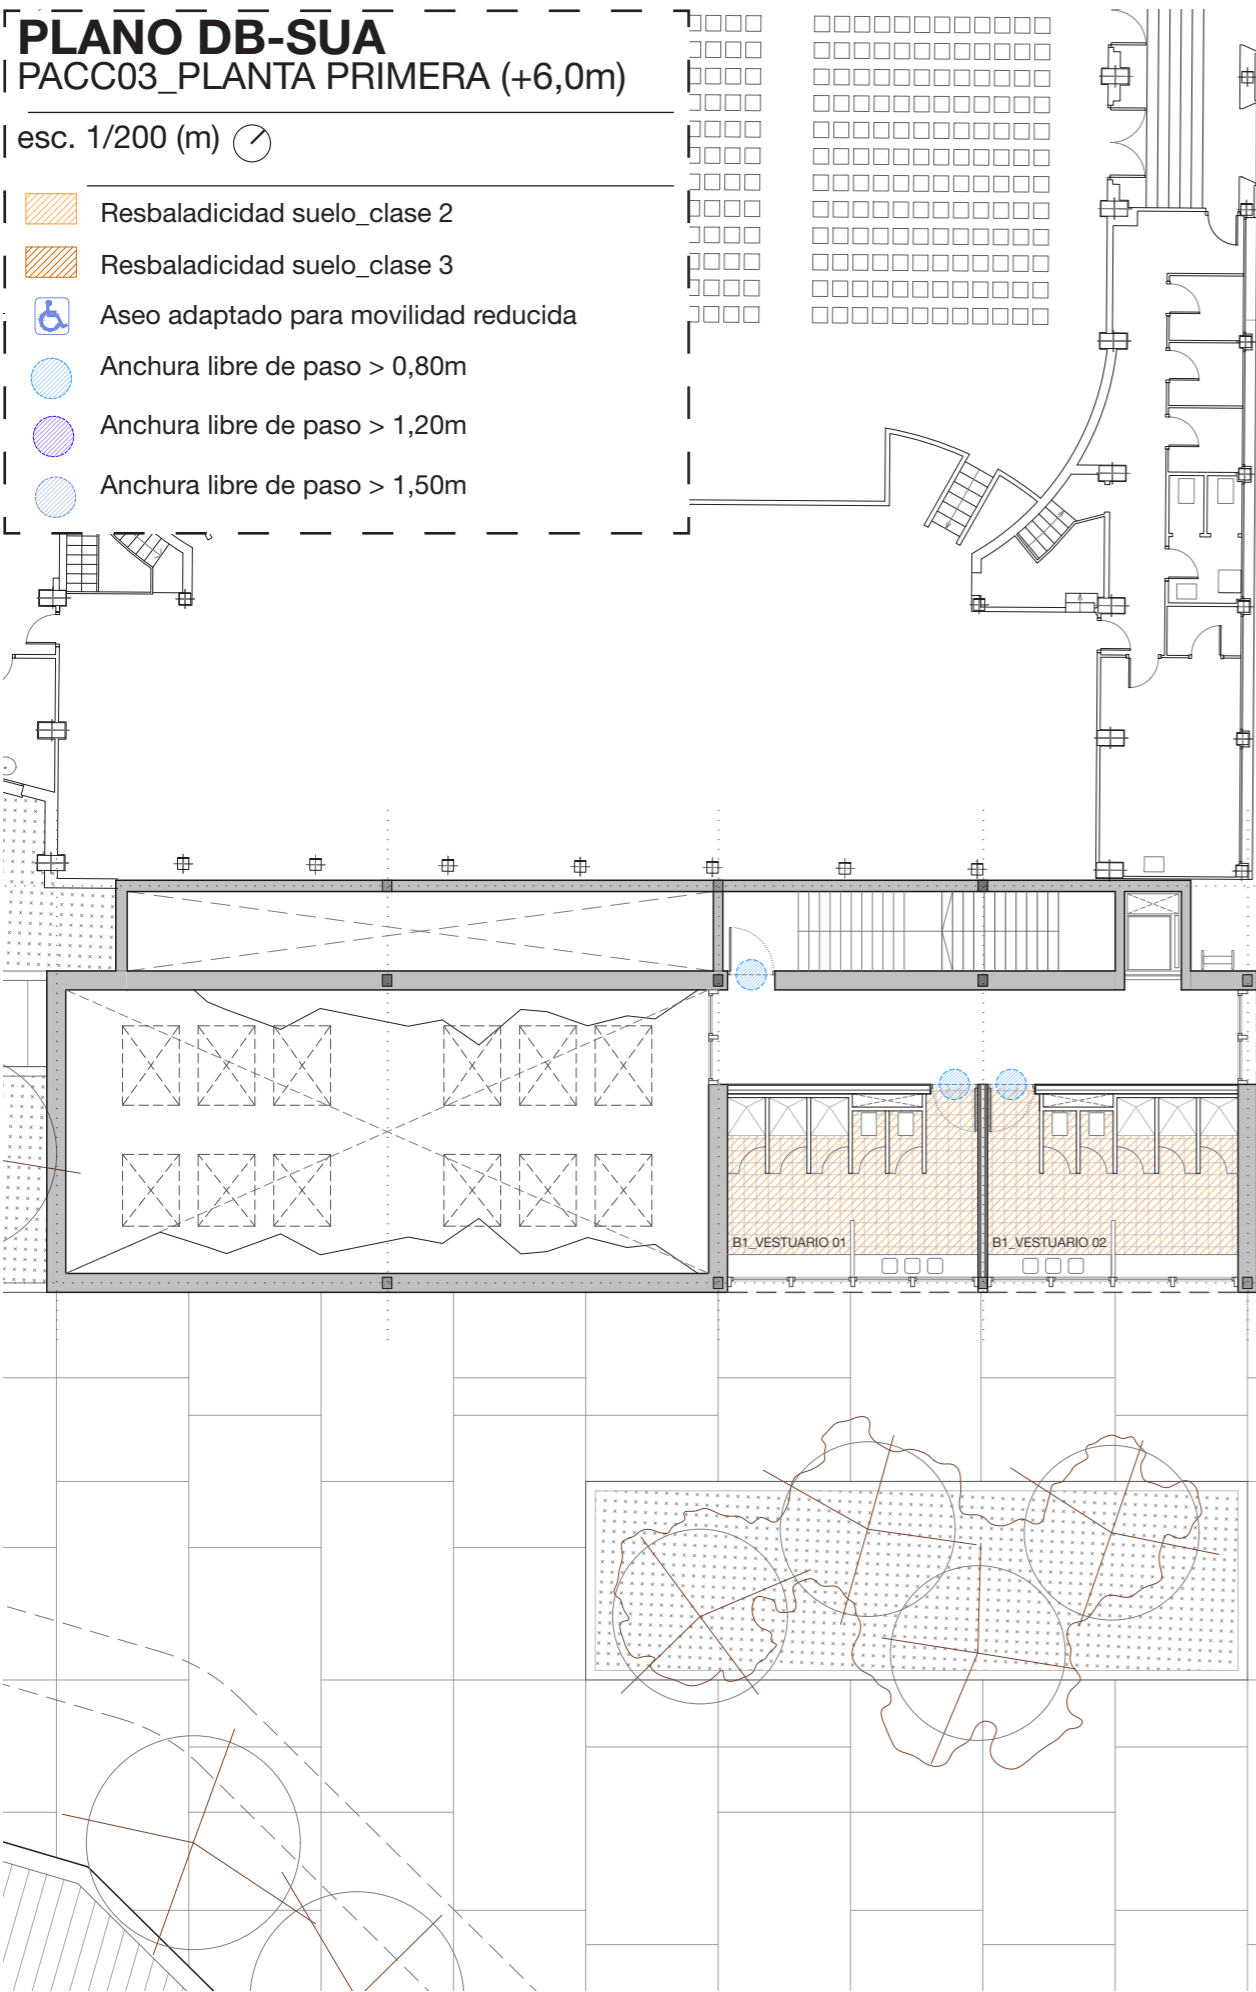 PLANO DB-SUA
PACC03_PLANTA PRIMERA (+6,0m)
esc. 1/200 (m)
Resbaladicidad suelo_clase 2
Resbaladicidad suelo_clase 3
Aseo adaptado para movilidad reducida
Anchura libre de paso > 0,80m
Anchura libre de paso > 1,20m
Anchura libre de paso > 1,50m
B1_VESTUARIO 01
B1_VESTUARIO 02